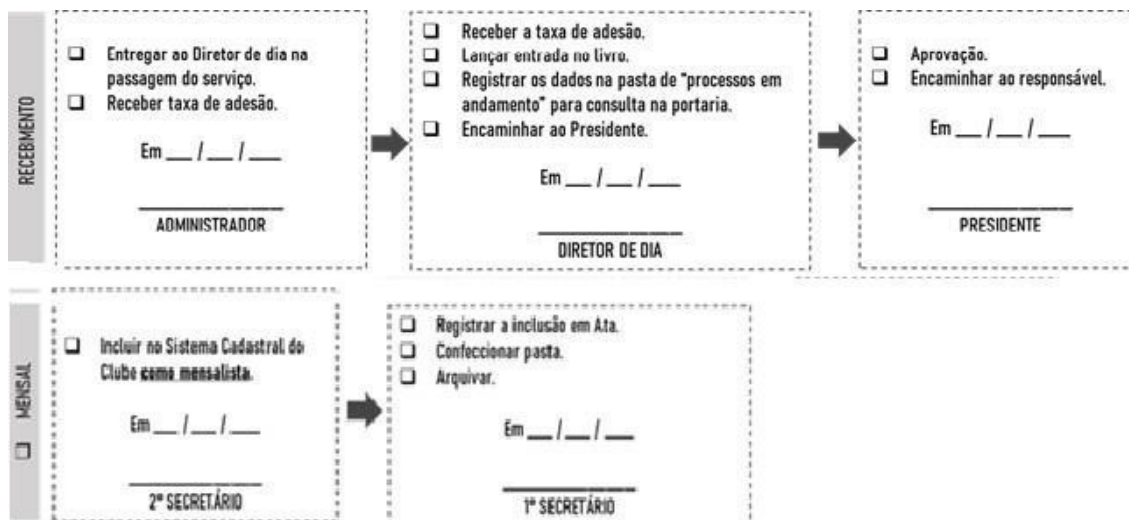 RECEBMENTO
❑ Entregar ao Diretor de dia na
passagem do serviço.
❑ Receber taxa de adesão.
Em ___ / ___ / ___
ADMINISTRADOR
❑ Receber a taxa de adesão.
❑ Lançar entrada no livro.
❑ Registrar os dados na pasta de "processos em
andamento" para consulta na portaria.
❑ Encaminhar ao Presidente.
Em ___ / ___ / ___
DIRETOR DE DIA
❑ Aprovação.
❑ Encaminhar ao responsável.
Em ___ / ___ / ___
PRESIDENTE
❑ MENSAL
❑ Incluir no Sistema Cadastral do
Clube como mensalista.
Em ___ / ___ / ___
2º SECRETÁRIO
❑ Registrar a inclusão em Ata.
❑ Confeccionar pasta.
❑ Arquivar.
Em ___ / ___ / ___
1º SECRETÁRIO